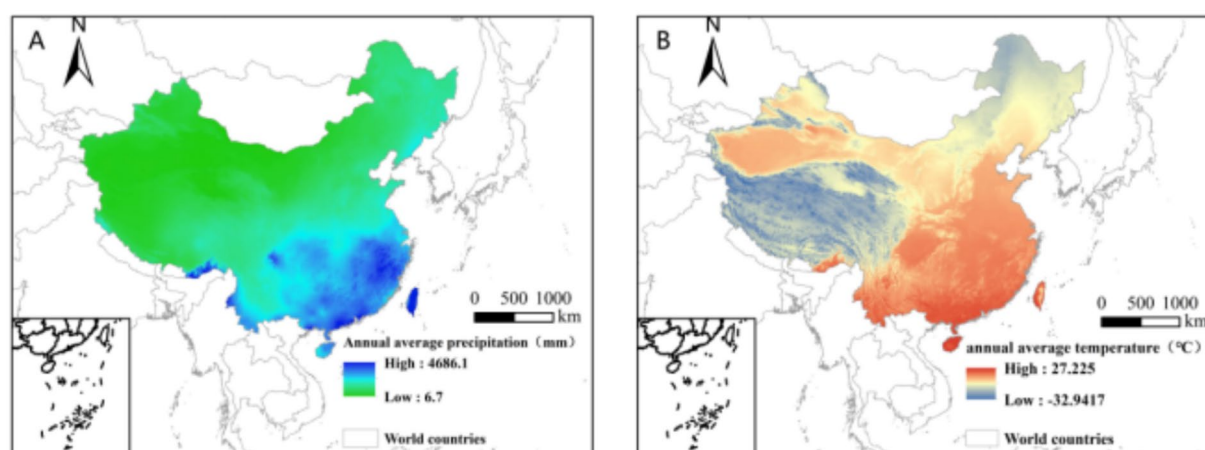 A
N
0 500 1000
km
Annual average precipitation（mm）
High : 4686.1
Low : 6.7
World countries
B
N
0 500 1000
km
annual average temperature（°C）
High : 27.225
Low : -32.9417
World countries